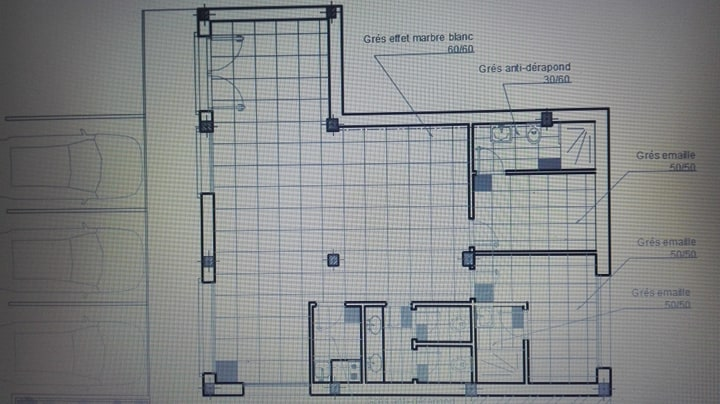 Grés effet marbre blanc
60/60
Grés anti-dérapond
30/60
Grés emaille
50/50
Grés emaille
50/50
Grés emaille
50/50